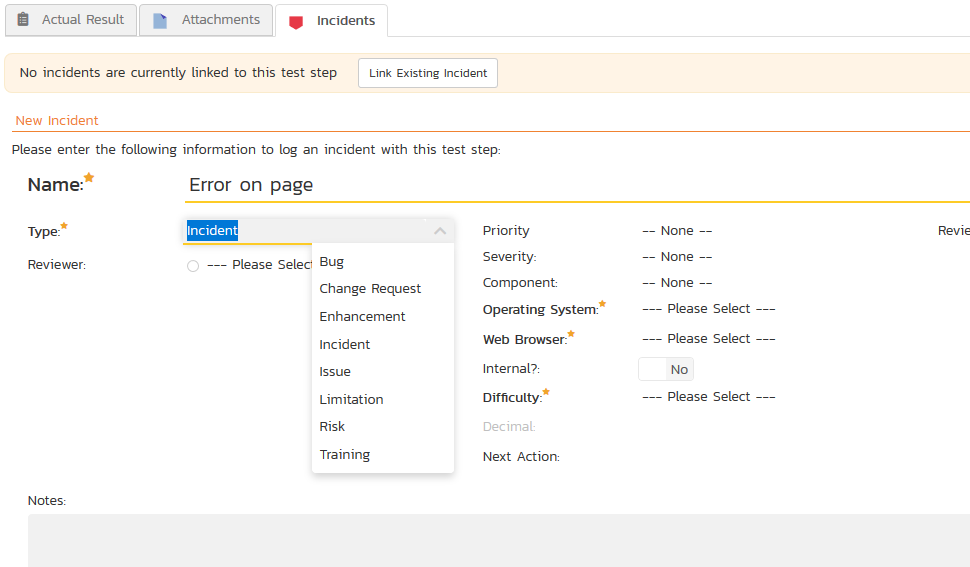 Actual Result Attachments Incidents
No incidents are currently linked to this test step Link Existing Incident
New Incident
Please enter the following information to log an incident with this test step:
Name: Error on page
Type: Incident
Reviewer: --- Please Select
Bug
Change Request
Enhancement
Incident
Issue
Limitation
Risk
Training
Priority -- None --
Severity: -- None --
Component: -- None --
Operating System: --- Please Select ---
Web Browser: --- Please Select ---
Internal?: No
Difficulty: --- Please Select ---
Decimal:
Next Action:
Notes: